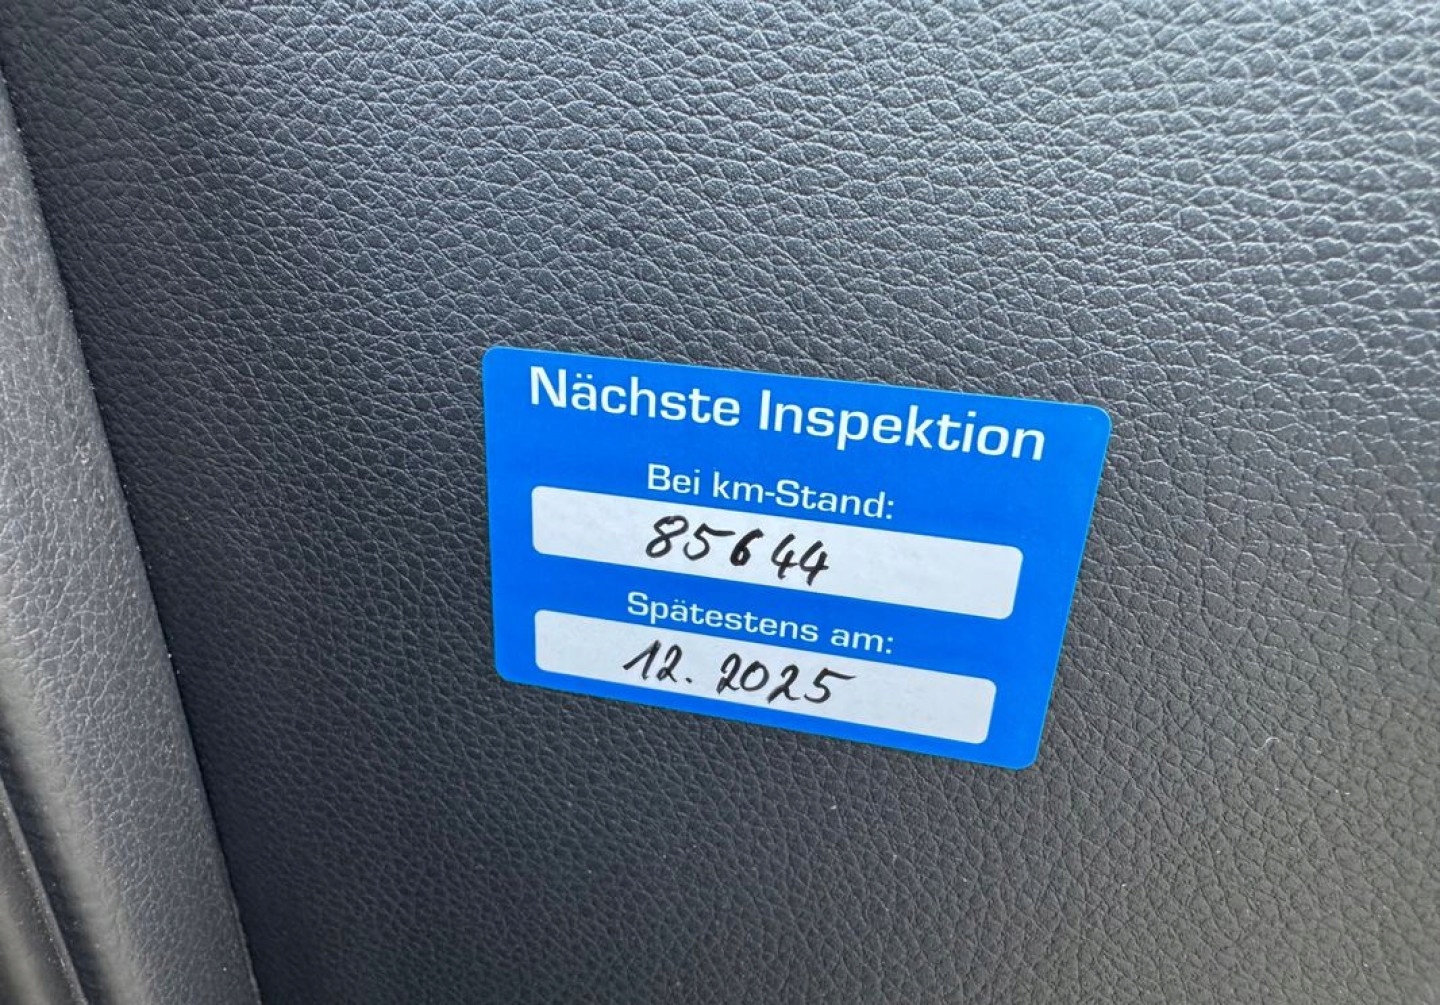 Nächste Inspektion
Bei km-Stand:
85644
Spätestens am:
12. 2025